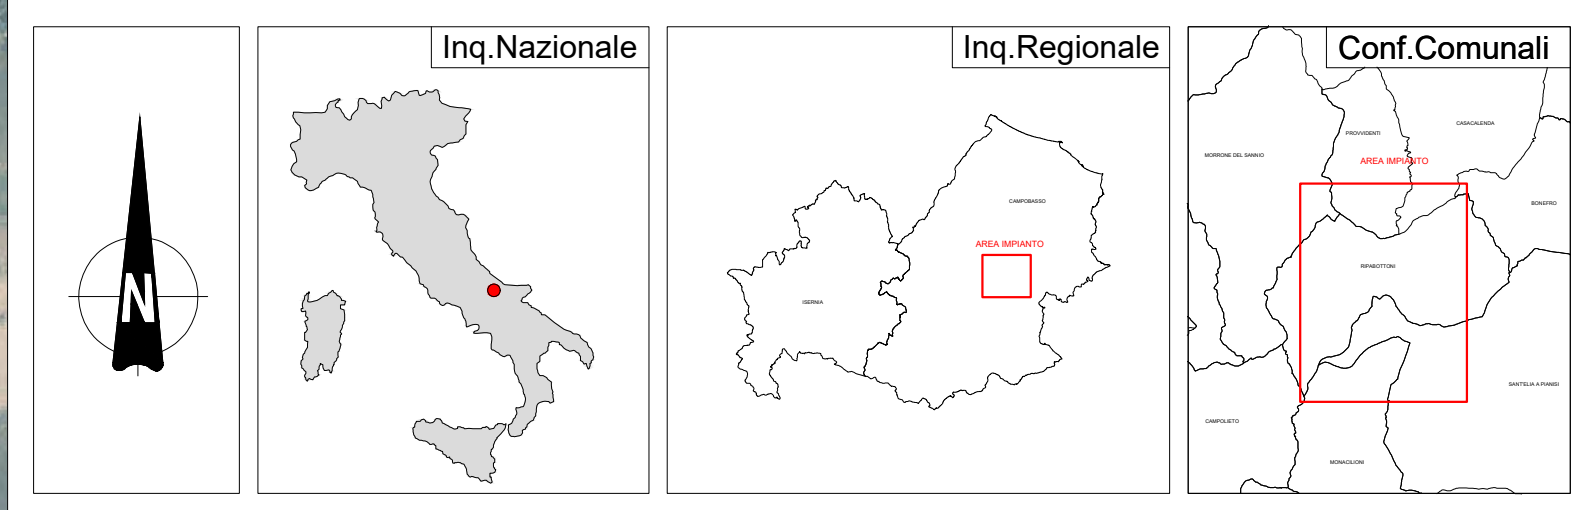 N
Inq.Nazionale
Inq.Regionale
CAMPOBASSO
AREA IMPIANTO
ISERNIA
Conf.Comunali
PROVVIDENTI
CASACALENDA
MORRONE DEL SANNIO
AREA IMPIANTO
BONEFRO
RIPABOTTONI
SANT'ELIA A PIANISI
CAMPOLIETO
MONACILIONI